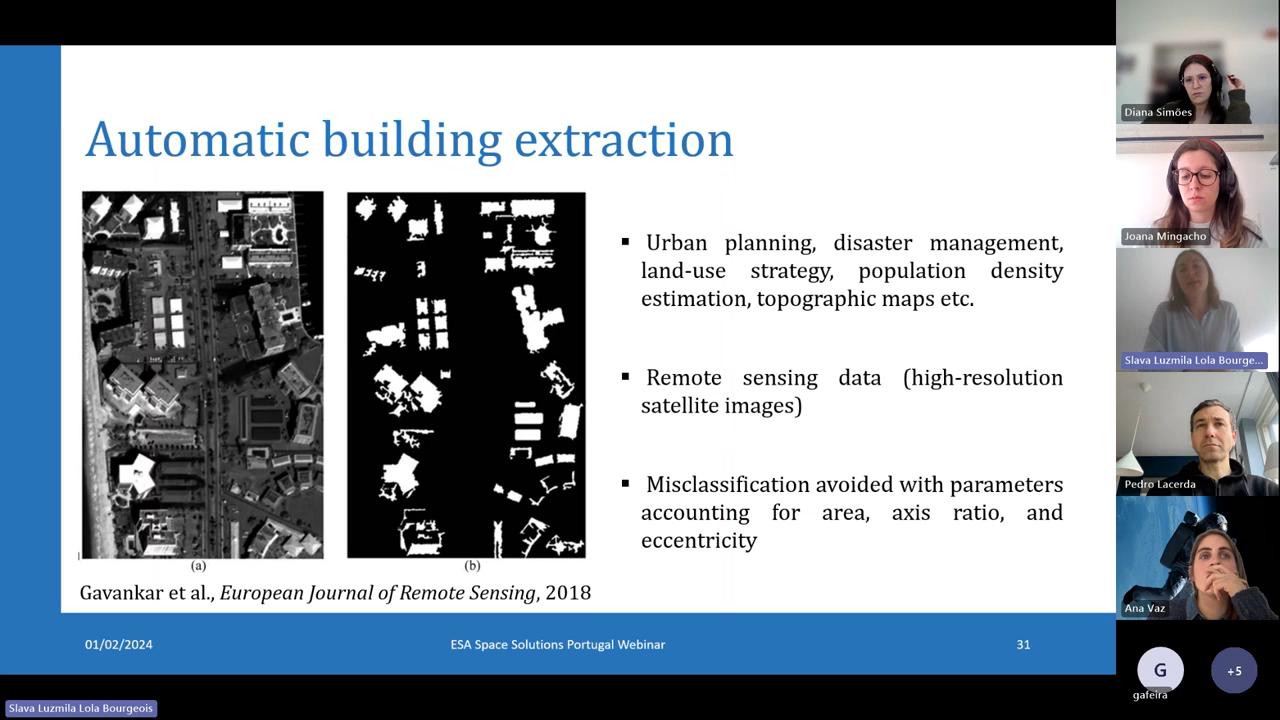 Automatic building extraction
(a)
(b)
Gavankar et al., European Journal of Remote Sensing, 2018
▪ Urban planning, disaster management,
land-use strategy, population density
estimation, topographic maps etc.
▪ Remote sensing data (high-resolution
satellite images)
▪ Misclassification avoided with parameters
accounting for area, axis ratio, and
eccentricity
01/02/2024
ESA Space Solutions Portugal Webinar
31
Diana Simões
Joana Mingacho
Slava Luzmila Lola Bourge...
Pedro Lacerda
Ana Vaz
G
gafeira
+5
Slava Luzmila Lola Bourgeois